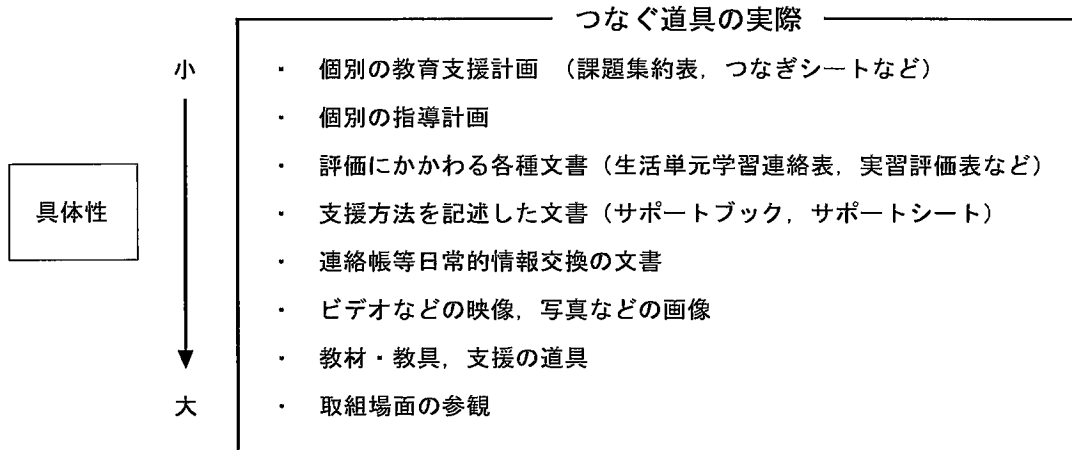 つなぐ道具の実際
小
・ 個別の教育支援計画 （課題集約表，つなぎシートなど）
・ 個別の指導計画
・ 評価にかかわる各種文書（生活単元学習連絡表，実習評価表など）
具体性
・ 支援方法を記述した文書（サポートブック，サポートシート）
・ 連絡帳等日常的情報交換の文書
・ ビデオなどの映像，写真などの画像
・ 教材・教具，支援の道具
大
・ 取組場面の参観